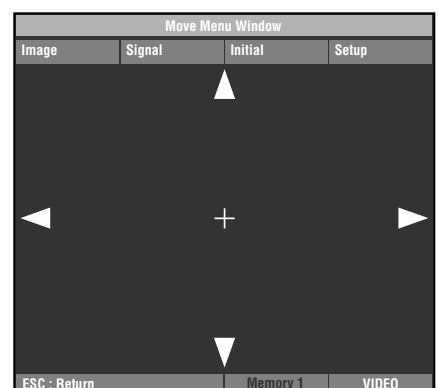 Move Menu Window
Image Signal Initial Setup
ESC : Return Memory 1 VIDEO